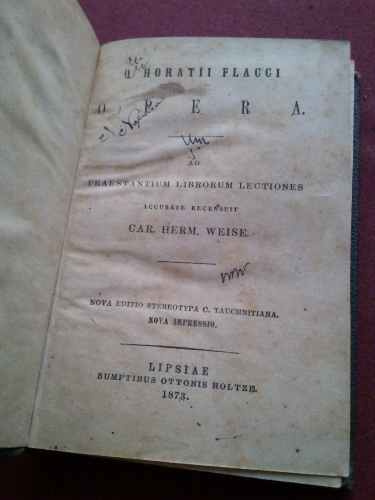 Q HORATII FLACCI
OPERA.
AD
PRAESTANTIUM LIBRORUM LECTIONES
ACCURATE RECENSUIT
CAR. HERM. WEISE.
NOVA EDITIO STEREOTYPA C. TAUCHNITIANA.
NOVA IMPRESSIO.
LIPSIAE
SUMPTIBUS OTTONIS HOLTZE.
1873.